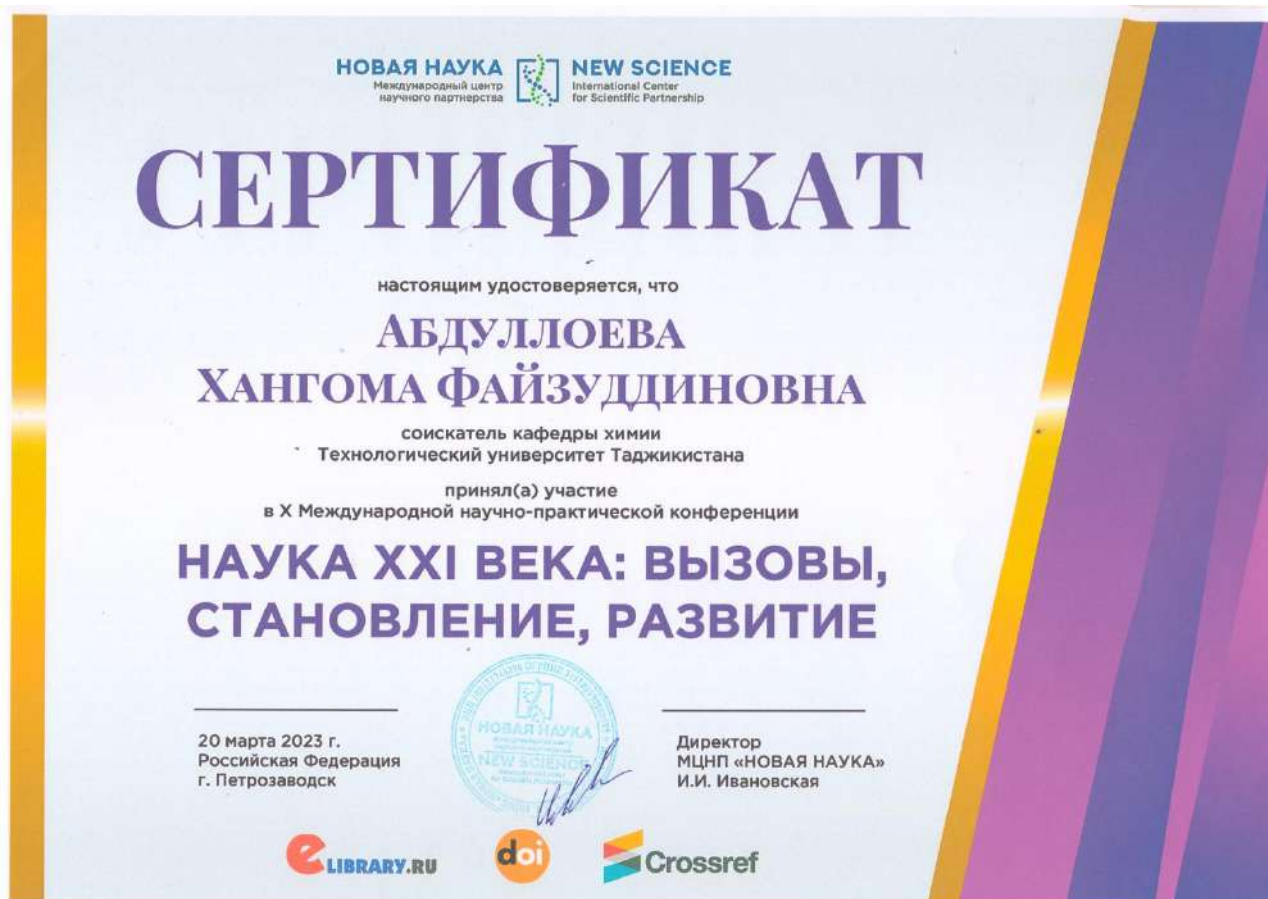 НОВАЯ НАУКА
Международный центр
научного партнерства
NEW SCIENCE
International Center
for Scientific Partnership
СЕРТИФИКАТ
настоящим удостоверяется, что
АБДУЛЛОЕВА
ХАНГОМА ФАЙЗУДДИНОВНА
соискатель кафедры химии
Технологический университет Таджикистана
принял(а) участие
в X Международной научно-практической конференции
НАУКА XXI ВЕКА: ВЫЗОВЫ,
СТАНОВЛЕНИЕ, РАЗВИТИЕ
20 марта 2023 г.
Российская Федерация
г. Петрозаводск
НОВАЯ НАУКА
NEW SCIENCE
Директор
МЦНП «НОВАЯ НАУКА»
И.И. Ивановская
eLIBRARY.RU
doi
Crossref